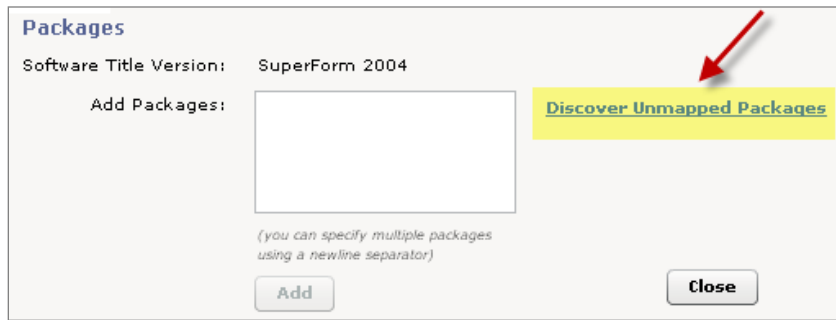 Packages
Software Title Version: SuperForm 2004
Add Packages: Discover Unmapped Packages
(you can specify multiple packages
using a newline separator)
Add Close